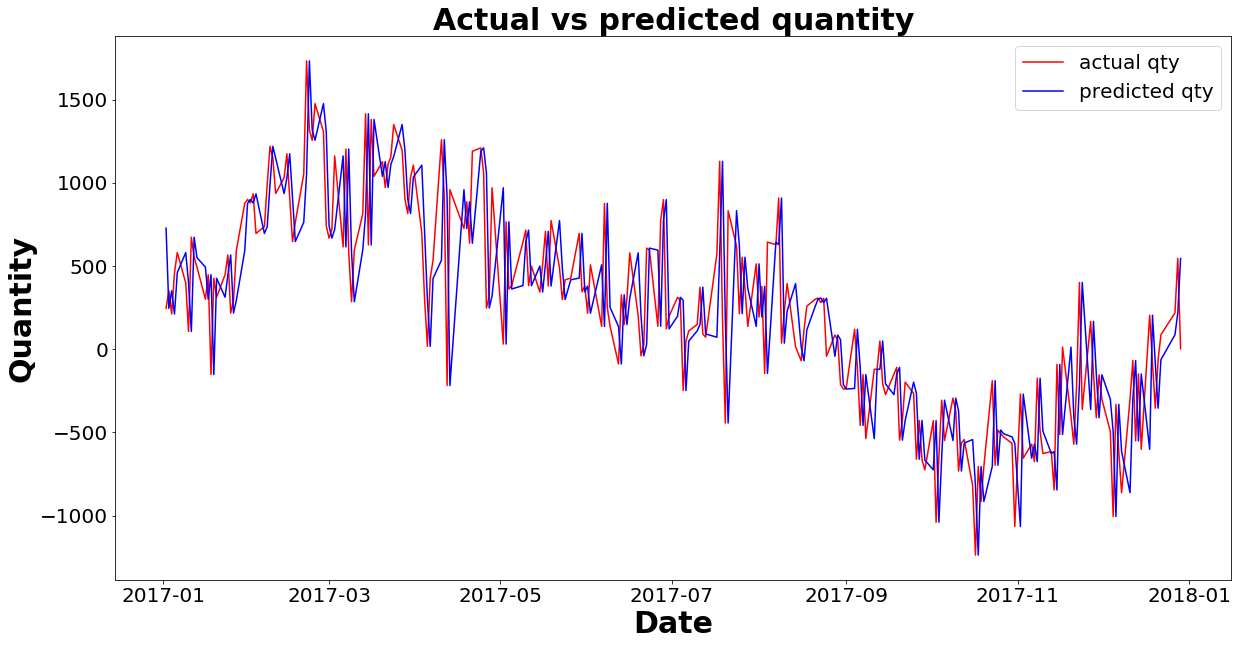 Actual vs predicted quantity
actual qty
predicted qty
Quantity
1500
1000
500
0
−500
−1000
2017-01 2017-03 2017-05 2017-07 2017-09 2017-11 2018-01
Date